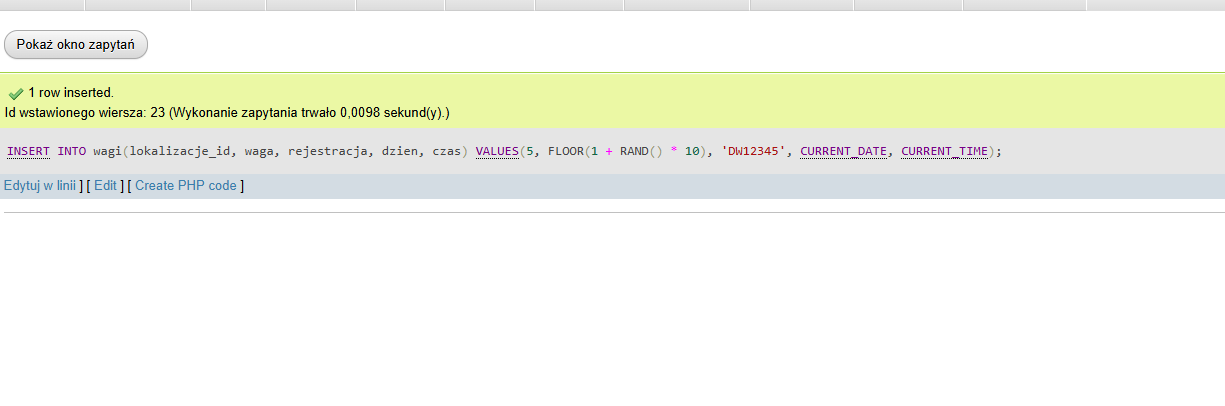 Pokaż okno zapytań
1 row inserted.
Id wstawionego wiersza: 23 (Wykonanie zapytania trwało 0,0098 sekund(y).)
INSERT INTO wagi(lokalizacje_id, waga, rejestracja, dzien, czas) VALUES(5, FLOOR(1 + RAND() * 10), 'DW12345', CURRENT_DATE, CURRENT_TIME);
Edytuj w linii ] [ Edit ] [ Create PHP code ]